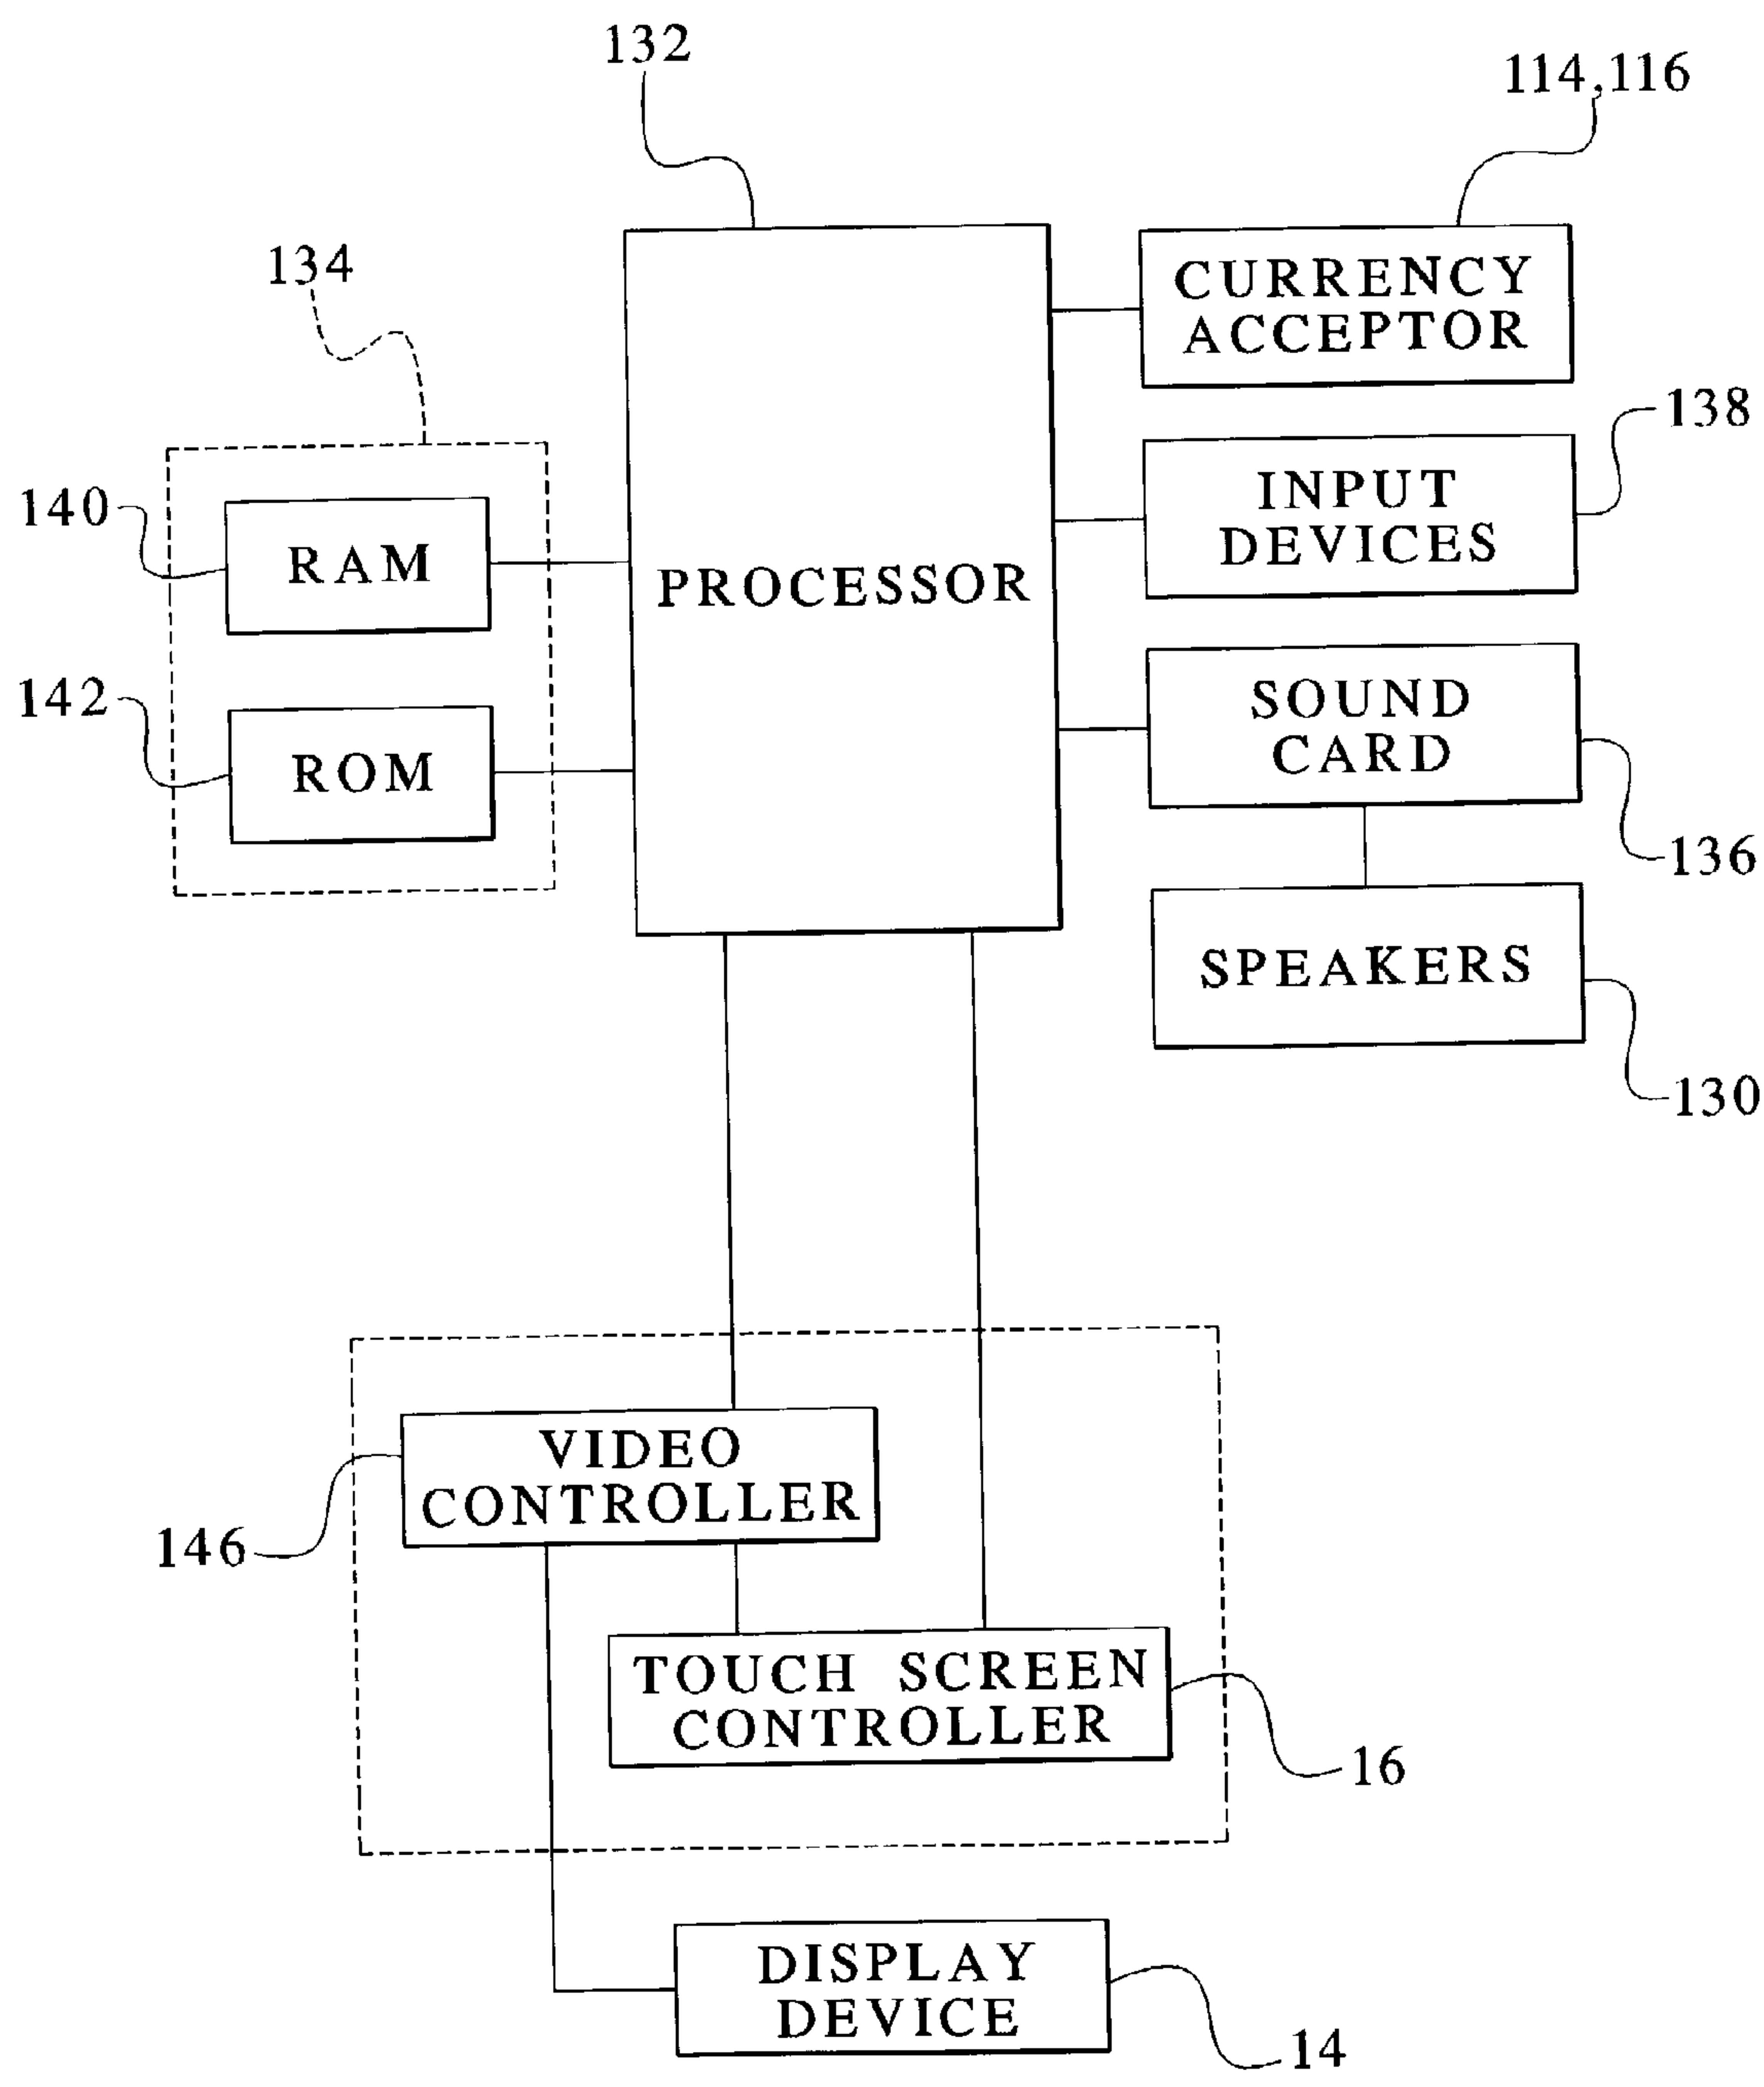 132
114,116
134
CURRENCY
ACCEPTOR
138
140
RAM
PROCESSOR
INPUT
DEVICES
142
ROM
SOUND
CARD
136
SPEAKERS
130
VIDEO
CONTROLLER
146
TOUCH SCREEN
CONTROLLER
16
DISPLAY
DEVICE
14